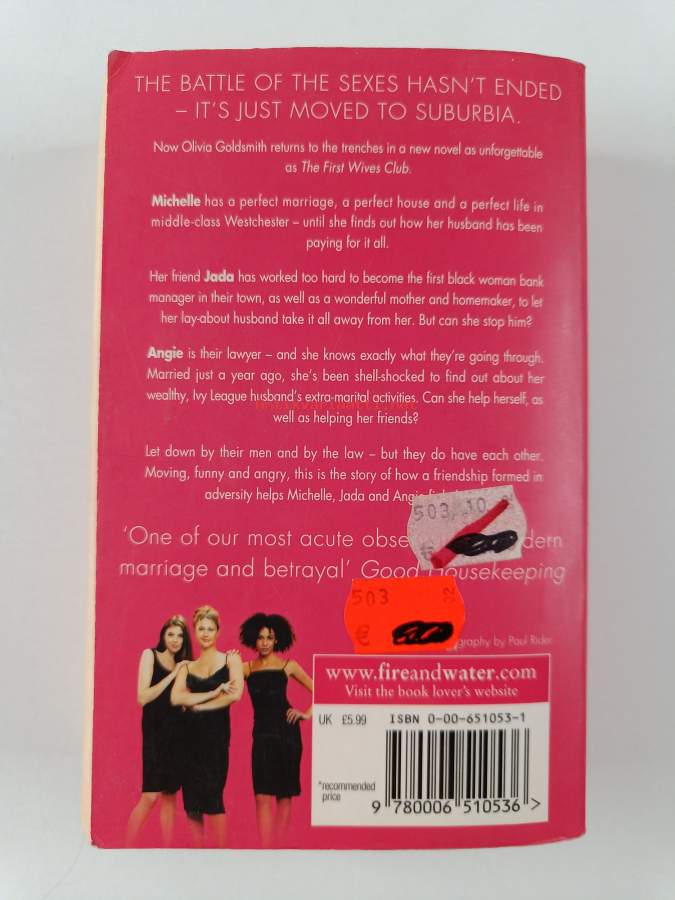 THE BATTLE OF THE SEXES HASN'T ENDED
– IT'S JUST MOVED TO SUBURBIA.
Now Olivia Goldsmith returns to the trenches in a new novel as unforgettable
as The First Wives Club.
Michelle has a perfect marriage, a perfect house and a perfect life in
middle-class Westchester – until she finds out how her husband has been
paying for it all.
Her friend Jada has worked too hard to become the first black woman bank
manager in their town, as well as a wonderful mother and homemaker, to let
her lay-about husband take it all away from her. But can she stop him?
Angie is their lawyer – and she knows exactly what they're going through.
Married just a year ago, she's been shell-shocked to find out about her
wealthy, Ivy League husband's extra-marital activities. Can she help herself, as
well as helping her friends?
Let down by their men and by the law – but they do have each other.
Moving, funny and angry, this is the story of how a friendship formed in
adversity helps Michelle, Jada and
503 10
€
'One of our most acute
marriage and betrayal' Good Housekeeping
503 02
€
by Paul Rider
www.fireandwater.com
Visit the book lover's website
UK £5.99 ISBN 0-00-651053-1
*recommended
price
9 780006 510536 >